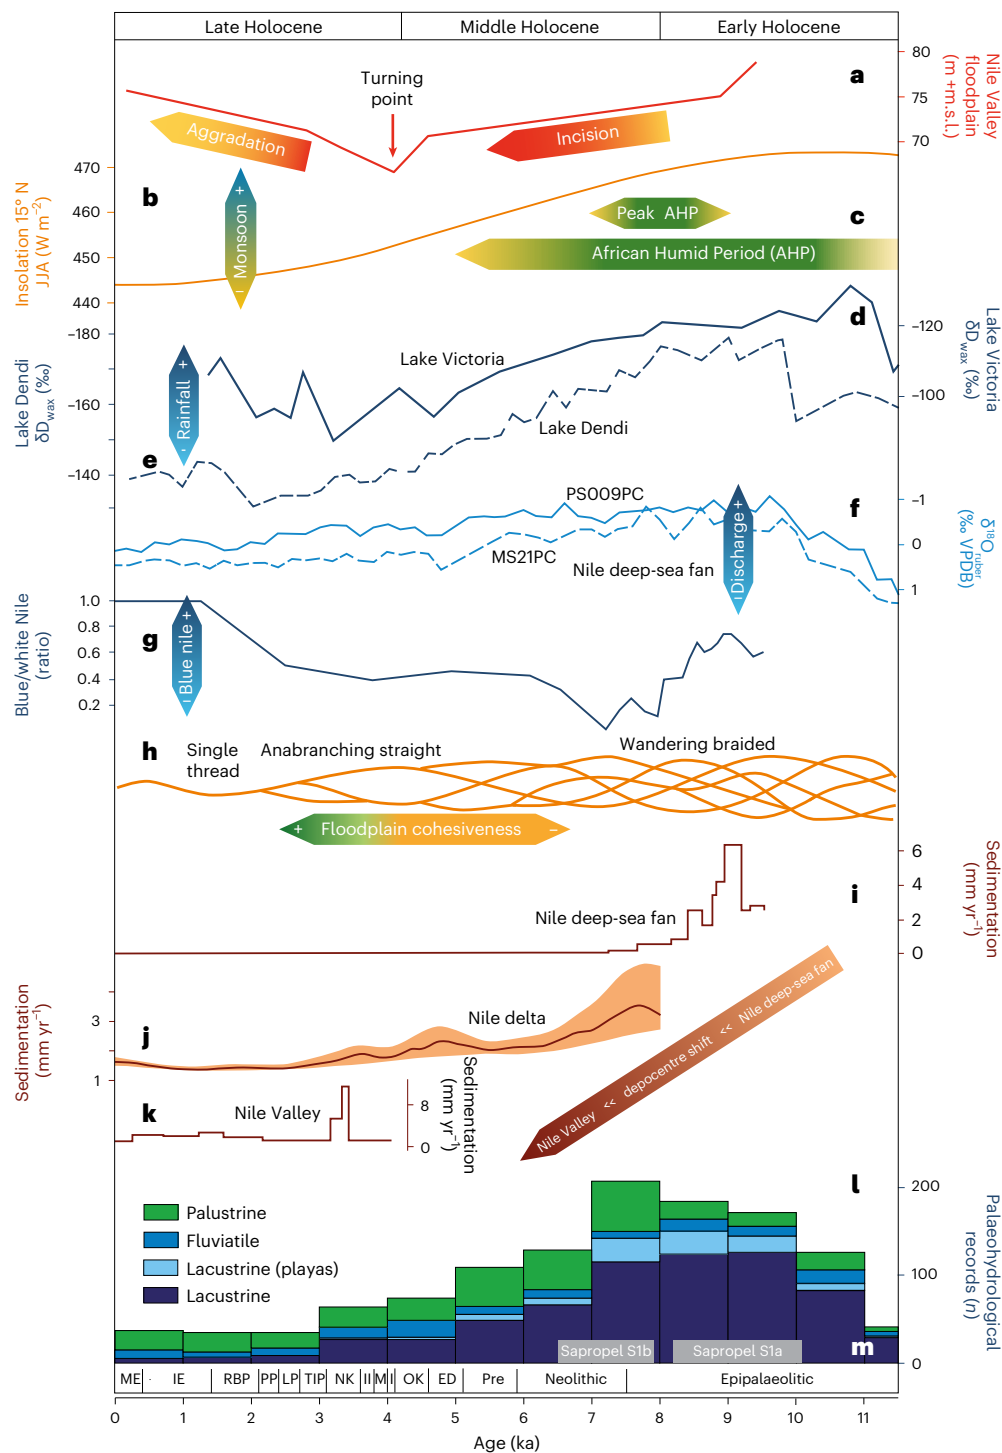 Late Holocene
Middle Holocene
Early Holocene
80
75
70
Nile Valley
floodplain
(m +m.s.l.)
a
Turning
point
Aggradation
Incision
470
460
450
440
Insolation 15° N
JJA (W m⁻²)
b
− Monsoon +
c
Peak AHP
African Humid Period (AHP)
d
−120
−100
Lake Victoria
δD wax (‰)
Lake Victoria
−180
−160
−140
Lake Dendi
δD wax (‰)
- Rainfall +
Lake Dendi
e
PS009PC
f
−1
0
1
δ¹⁸O ruber
(‰ VPDB)
MS21PC
Nile deep-sea fan
− Discharge +
1.0
0.8
0.6
0.4
0.2
Blue/white Nile
(ratio)
g
− Blue nile +
h
Single
thread
Anabranching straight
Wandering braided
+ Floodplain cohesiveness −
6
4
2
0
Sedimentation
(mm yr⁻¹)
i
Nile deep-sea fan
3
1
Sedimentation
(mm yr⁻¹)
j
Nile delta
Nile Valley << depocentre shift << Nile deep-sea fan
k
Nile Valley
8
0
Sedimentation
(mm yr⁻¹)
l
200
100
0
Palaeohydrological
records (n)
Palustrine
Fluviatile
Lacustrine (playas)
Lacustrine
Sapropel S1b
Sapropel S1a
m
ME · IE RBP PP LP TIP NK II M I OK ED Pre Neolithic Epipalaeolitic
0 1 2 3 4 5 6 7 8 9 10 11
Age (ka)